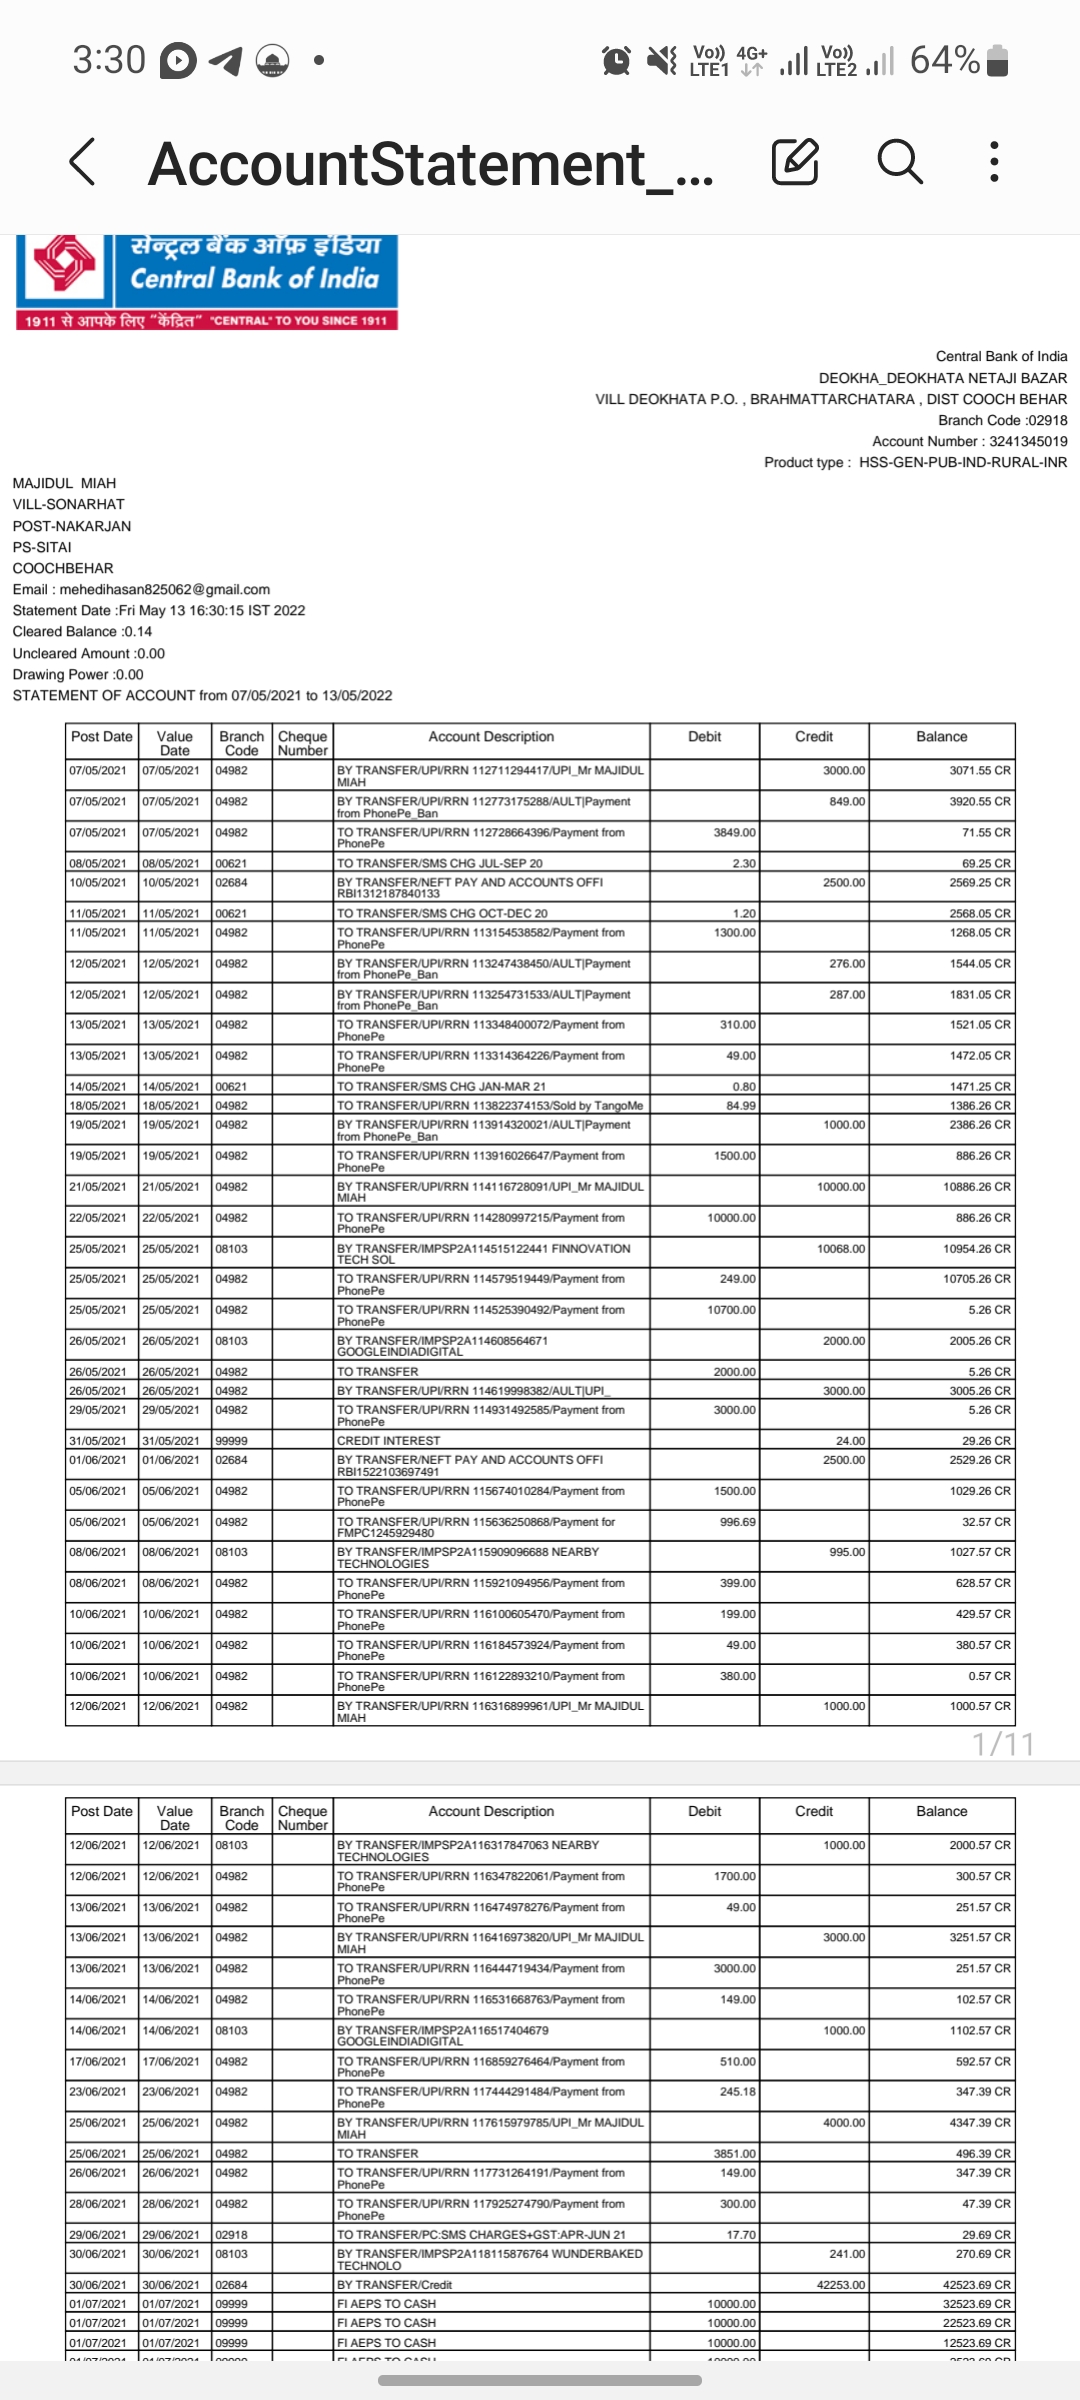 3:30
Vo)) LTE1 4G+ Vo)) LTE2 64%
AccountStatement_...
सेन्ट्रल बैंक ऑफ़ इंडिया
Central Bank of India
1911 से आपके लिए "केंद्रित" "CENTRAL" TO YOU SINCE 1911
Central Bank of India
DEOKHA_DEOKHATA NETAJI BAZAR
VILL DEOKHATA P.O. , BRAHMATTARCHATARA , DIST COOCH BEHAR
Branch Code :02918
Account Number : 3241345019
Product type : HSS-GEN-PUB-IND-RURAL-INR
MAJIDUL MIAH
VILL-SONARHAT
POST-NAKARJAN
PS-SITAI
COOCHBEHAR
Email : mehedihasan825062@gmail.com
Statement Date :Fri May 13 16:30:15 IST 2022
Cleared Balance :0.14
Uncleared Amount :0.00
Drawing Power :0.00
STATEMENT OF ACCOUNT from 07/05/2021 to 13/05/2022
Post Date Value Branch Cheque Account Description Debit Credit Balance
Date Code Number
07/05/2021 07/05/2021 04982 BY TRANSFER/UPI/RRN 112711294417/UPI_Mr MAJIDUL 3000.00 3071.55 CR
MIAH
07/05/2021 07/05/2021 04982 BY TRANSFER/UPI/RRN 112773175288/AULT|Payment 849.00 3920.55 CR
from PhonePe_Ban
07/05/2021 07/05/2021 04982 TO TRANSFER/UPI/RRN 112728664396/Payment from 3849.00 71.55 CR
PhonePe
08/05/2021 08/05/2021 00621 TO TRANSFER/SMS CHG JUL-SEP 20 2.30 69.25 CR
10/05/2021 10/05/2021 02684 BY TRANSFER/NEFT PAY AND ACCOUNTS OFFI 2500.00 2569.25 CR
RBI1312187840133
11/05/2021 11/05/2021 00621 TO TRANSFER/SMS CHG OCT-DEC 20 1.20 2568.05 CR
11/05/2021 11/05/2021 04982 TO TRANSFER/UPI/RRN 113154538582/Payment from 1300.00 1268.05 CR
PhonePe
12/05/2021 12/05/2021 04982 BY TRANSFER/UPI/RRN 113247438450/AULT|Payment 276.00 1544.05 CR
from PhonePe_Ban
12/05/2021 12/05/2021 04982 BY TRANSFER/UPI/RRN 113254731533/AULT|Payment 287.00 1831.05 CR
from PhonePe_Ban
13/05/2021 13/05/2021 04982 TO TRANSFER/UPI/RRN 113348400072/Payment from 310.00 1521.05 CR
PhonePe
13/05/2021 13/05/2021 04982 TO TRANSFER/UPI/RRN 113314364226/Payment from 49.00 1472.05 CR
PhonePe
14/05/2021 14/05/2021 00621 TO TRANSFER/SMS CHG JAN-MAR 21 0.80 1471.25 CR
18/05/2021 18/05/2021 04982 TO TRANSFER/UPI/RRN 113822374153/Sold by TangoMe 84.99 1386.26 CR
19/05/2021 19/05/2021 04982 BY TRANSFER/UPI/RRN 113914320021/AULT|Payment 1000.00 2386.26 CR
from PhonePe_Ban
19/05/2021 19/05/2021 04982 TO TRANSFER/UPI/RRN 113916026647/Payment from 1500.00 886.26 CR
PhonePe
21/05/2021 21/05/2021 04982 BY TRANSFER/UPI/RRN 114116728091/UPI_Mr MAJIDUL 10000.00 10886.26 CR
MIAH
22/05/2021 22/05/2021 04982 TO TRANSFER/UPI/RRN 114280997215/Payment from 10000.00 886.26 CR
PhonePe
25/05/2021 25/05/2021 08103 BY TRANSFER/IMPSP2A114515122441 FINNOVATION 10068.00 10954.26 CR
TECH SOL
25/05/2021 25/05/2021 04982 TO TRANSFER/UPI/RRN 114579519449/Payment from 249.00 10705.26 CR
PhonePe
25/05/2021 25/05/2021 04982 TO TRANSFER/UPI/RRN 114525390492/Payment from 10700.00 5.26 CR
PhonePe
26/05/2021 26/05/2021 08103 BY TRANSFER/IMPSP2A114608564671 2000.00 2005.26 CR
GOOGLEINDIADIGITAL
26/05/2021 26/05/2021 04982 TO TRANSFER 2000.00 5.26 CR
26/05/2021 26/05/2021 04982 BY TRANSFER/UPI/RRN 114619998382/AULT|UPI_ 3000.00 3005.26 CR
29/05/2021 29/05/2021 04982 TO TRANSFER/UPI/RRN 114931492585/Payment from 3000.00 5.26 CR
PhonePe
31/05/2021 31/05/2021 99999 CREDIT INTEREST 24.00 29.26 CR
01/06/2021 01/06/2021 02684 BY TRANSFER/NEFT PAY AND ACCOUNTS OFFI 2500.00 2529.26 CR
RBI1522103697491
05/06/2021 05/06/2021 04982 TO TRANSFER/UPI/RRN 115674010284/Payment from 1500.00 1029.26 CR
PhonePe
05/06/2021 05/06/2021 04982 TO TRANSFER/UPI/RRN 115636250868/Payment for 996.69 32.57 CR
FMPC1245929480
08/06/2021 08/06/2021 08103 BY TRANSFER/IMPSP2A115909096688 NEARBY 995.00 1027.57 CR
TECHNOLOGIES
08/06/2021 08/06/2021 04982 TO TRANSFER/UPI/RRN 115921094956/Payment from 399.00 628.57 CR
PhonePe
10/06/2021 10/06/2021 04982 TO TRANSFER/UPI/RRN 116100605470/Payment from 199.00 429.57 CR
PhonePe
10/06/2021 10/06/2021 04982 TO TRANSFER/UPI/RRN 116184573924/Payment from 49.00 380.57 CR
PhonePe
10/06/2021 10/06/2021 04982 TO TRANSFER/UPI/RRN 116122893210/Payment from 380.00 0.57 CR
PhonePe
12/06/2021 12/06/2021 04982 BY TRANSFER/UPI/RRN 116316899961/UPI_Mr MAJIDUL 1000.00 1000.57 CR
MIAH
1/11
Post Date Value Branch Cheque Account Description Debit Credit Balance
Date Code Number
12/06/2021 12/06/2021 08103 BY TRANSFER/IMPSP2A116317847063 NEARBY 1000.00 2000.57 CR
TECHNOLOGIES
12/06/2021 12/06/2021 04982 TO TRANSFER/UPI/RRN 116347822061/Payment from 1700.00 300.57 CR
PhonePe
13/06/2021 13/06/2021 04982 TO TRANSFER/UPI/RRN 116474978276/Payment from 49.00 251.57 CR
PhonePe
13/06/2021 13/06/2021 04982 BY TRANSFER/UPI/RRN 116416973820/UPI_Mr MAJIDUL 3000.00 3251.57 CR
MIAH
13/06/2021 13/06/2021 04982 TO TRANSFER/UPI/RRN 116444719434/Payment from 3000.00 251.57 CR
PhonePe
14/06/2021 14/06/2021 04982 TO TRANSFER/UPI/RRN 116531668763/Payment from 149.00 102.57 CR
PhonePe
14/06/2021 14/06/2021 08103 BY TRANSFER/IMPSP2A116517404679 1000.00 1102.57 CR
GOOGLEINDIADIGITAL
17/06/2021 17/06/2021 04982 TO TRANSFER/UPI/RRN 116859276464/Payment from 510.00 592.57 CR
PhonePe
23/06/2021 23/06/2021 04982 TO TRANSFER/UPI/RRN 117444291484/Payment from 245.18 347.39 CR
PhonePe
25/06/2021 25/06/2021 04982 BY TRANSFER/UPI/RRN 117615979785/UPI_Mr MAJIDUL 4000.00 4347.39 CR
MIAH
25/06/2021 25/06/2021 04982 TO TRANSFER 3851.00 496.39 CR
26/06/2021 26/06/2021 04982 TO TRANSFER/UPI/RRN 117731264191/Payment from 149.00 347.39 CR
PhonePe
28/06/2021 28/06/2021 04982 TO TRANSFER/UPI/RRN 117925274790/Payment from 300.00 47.39 CR
PhonePe
29/06/2021 29/06/2021 02918 TO TRANSFER/PC:SMS CHARGES+GST:APR-JUN 21 17.70 29.69 CR
30/06/2021 30/06/2021 08103 BY TRANSFER/IMPSP2A118115876764 WUNDERBAKED 241.00 270.69 CR
TECHNOLO
30/06/2021 30/06/2021 02684 BY TRANSFER/Credit 42253.00 42523.69 CR
01/07/2021 01/07/2021 09999 FI AEPS TO CASH 10000.00 32523.69 CR
01/07/2021 01/07/2021 09999 FI AEPS TO CASH 10000.00 22523.69 CR
01/07/2021 01/07/2021 09999 FI AEPS TO CASH 10000.00 12523.69 CR